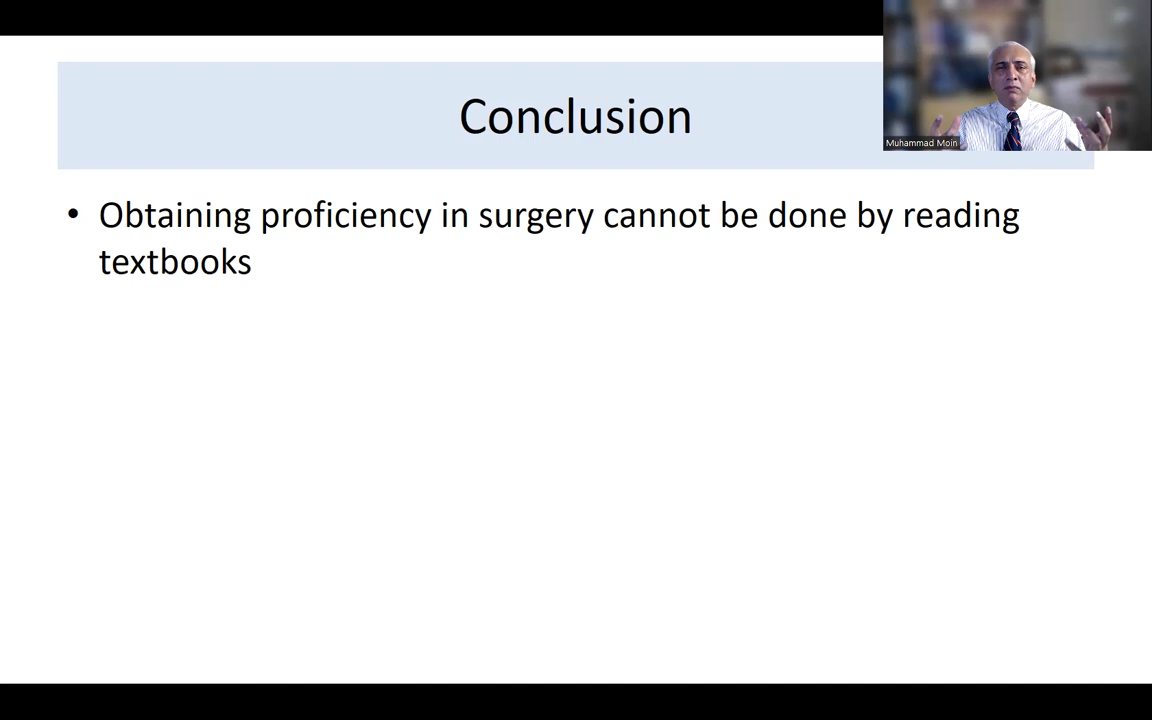 Conclusion
Muhammad Moin
• Obtaining proficiency in surgery cannot be done by reading
textbooks